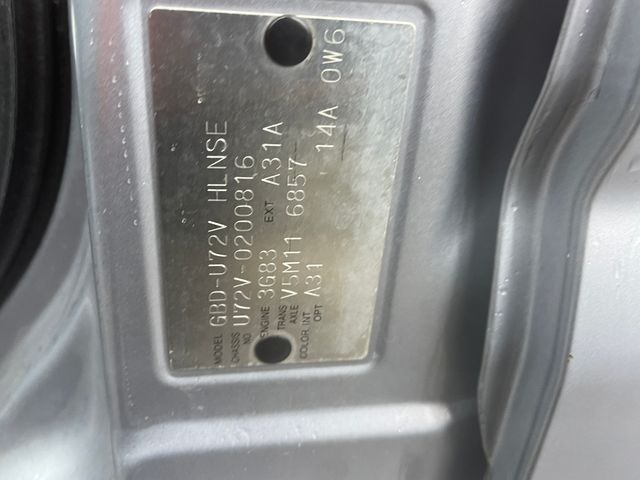 MODEL GBD-U72V HLNSE
CHASSIS NO U72V-0200816
ENGINE 3G83 EXT A31A
TRANS AXLE V5M11 6857
COLOR INT OPT A31 14A 0W6